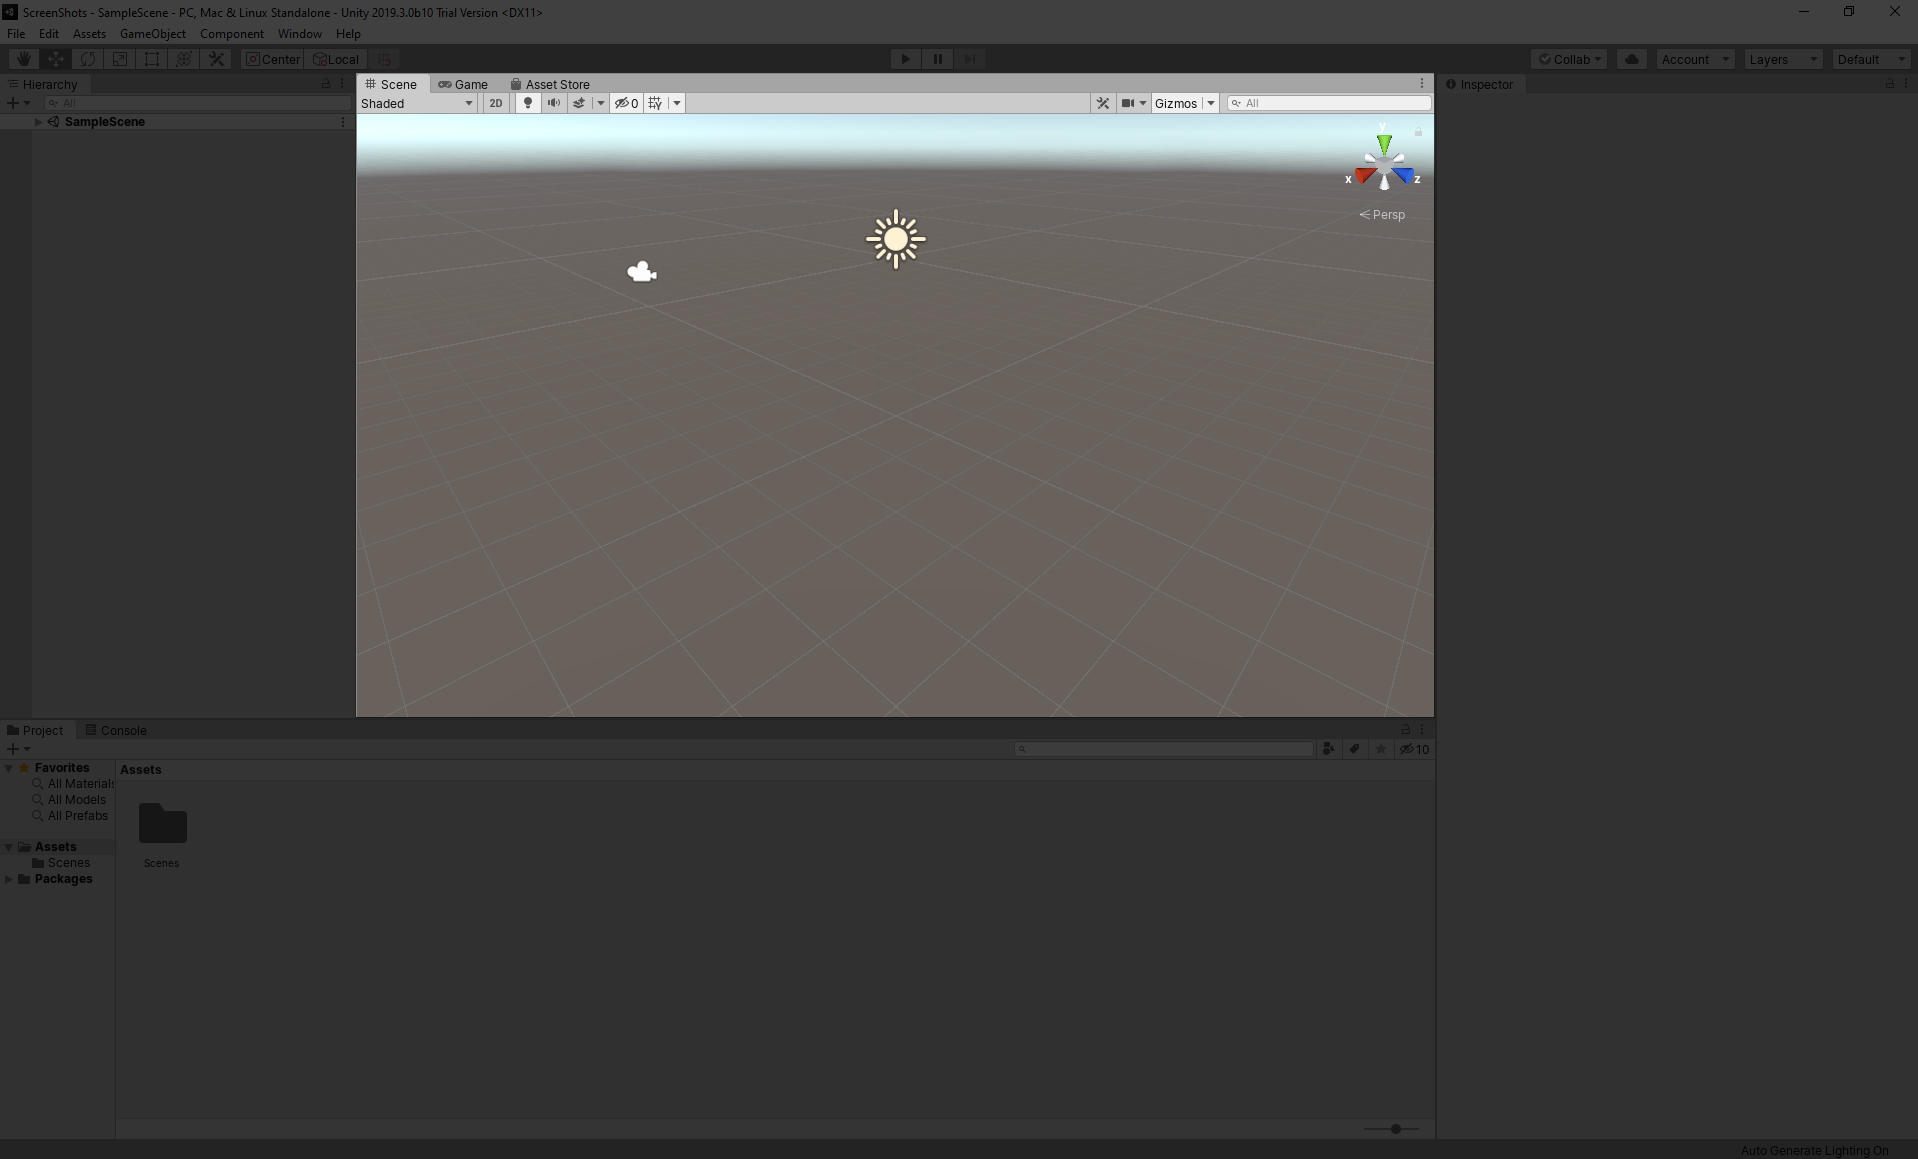 ScreenShots - SampleScene - PC, Mac & Linux Standalone - Unity 2019.3.0b10 Trial Version <DX11>
File Edit Assets GameObject Component Window Help
Center Local Collab Account Layers Default
Hierarchy
All
SampleScene
Scene Game Asset Store
Shaded 2D 0 Gizmos All
y
x z
Persp
Inspector
Project Console
10
Favorites
All Materials
All Models
All Prefabs
Assets
Scenes
Packages
Assets
Scenes
Auto Generate Lighting On